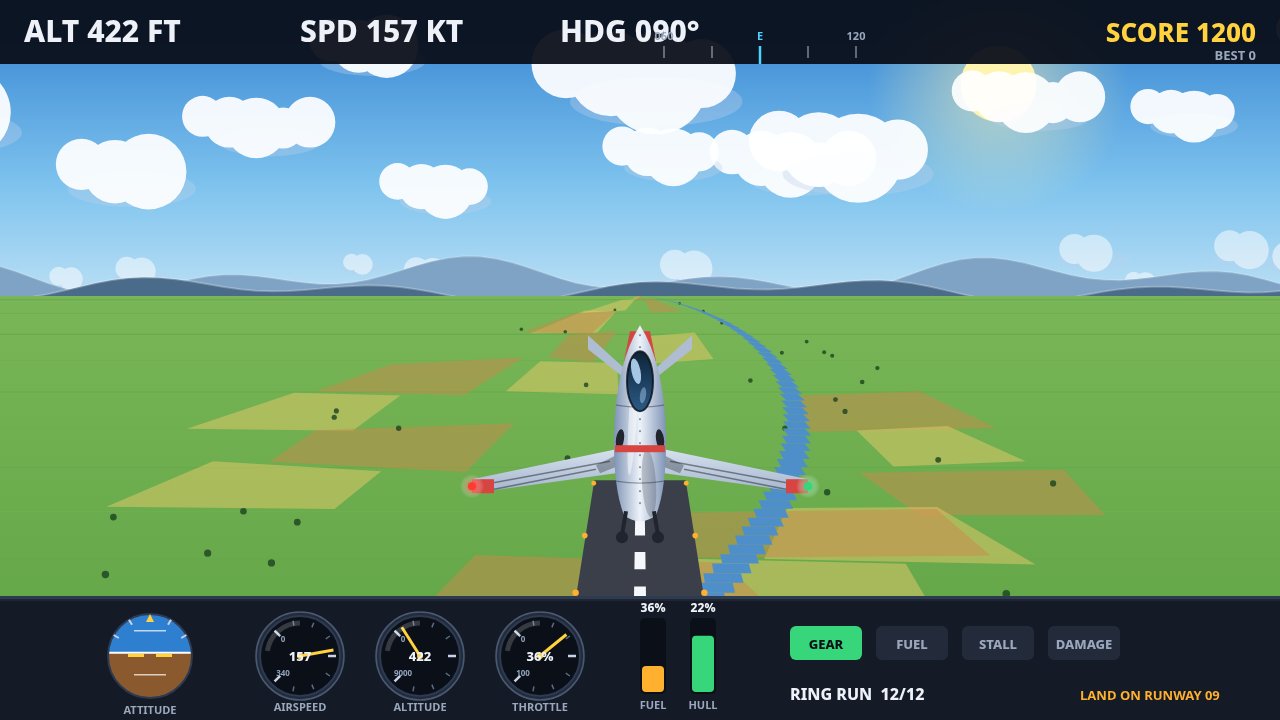 ALT 422 FT
SPD 157 KT
HDG 090°
E
120
SCORE 1200
BEST 0
0
157
340
AIRSPEED
0
422
9000
ALTITUDE
0
36%
100
THROTTLE
ATTITUDE
36%
FUEL
22%
HULL
GEAR
FUEL
STALL
DAMAGE
RING RUN 12/12
LAND ON RUNWAY 09